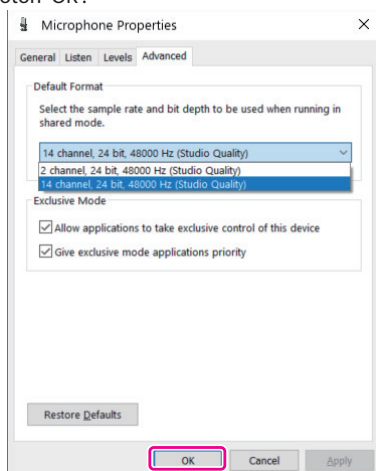 Microphone Properties
General Listen Levels Advanced
Default Format
Select the sample rate and bit depth to be used when running in
shared mode.
14 channel, 24 bit, 48000 Hz (Studio Quality)
2 channel, 24 bit, 48000 Hz (Studio Quality)
14 channel, 24 bit, 48000 Hz (Studio Quality)
Exclusive Mode
Allow applications to take exclusive control of this device
Give exclusive mode applications priority
Restore Defaults
OK Cancel Apply